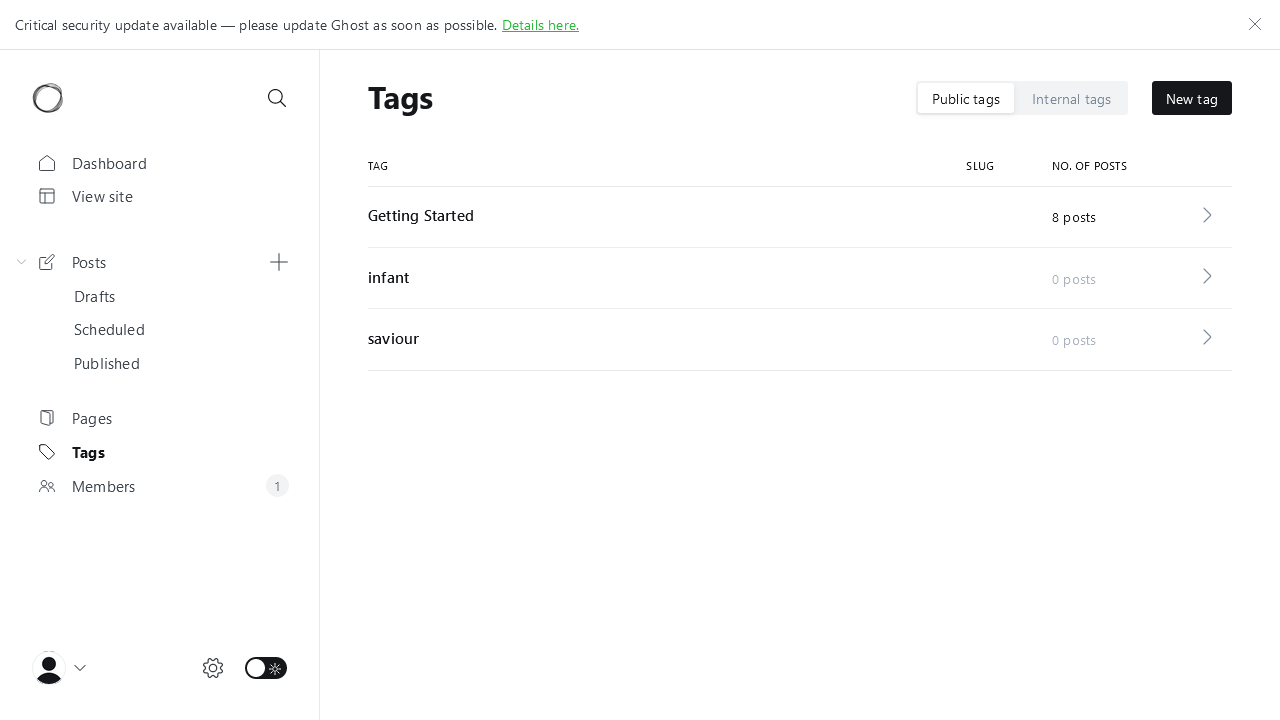 Critical security update available — please update Ghost as soon as possible. Details here.
Tags
Public tags
Internal tags
New tag
Dashboard
View site
Posts
Drafts
Scheduled
Published
Pages
Tags
Members
1
TAG
SLUG
NO. OF POSTS
Getting Started
8 posts
infant
0 posts
saviour
0 posts